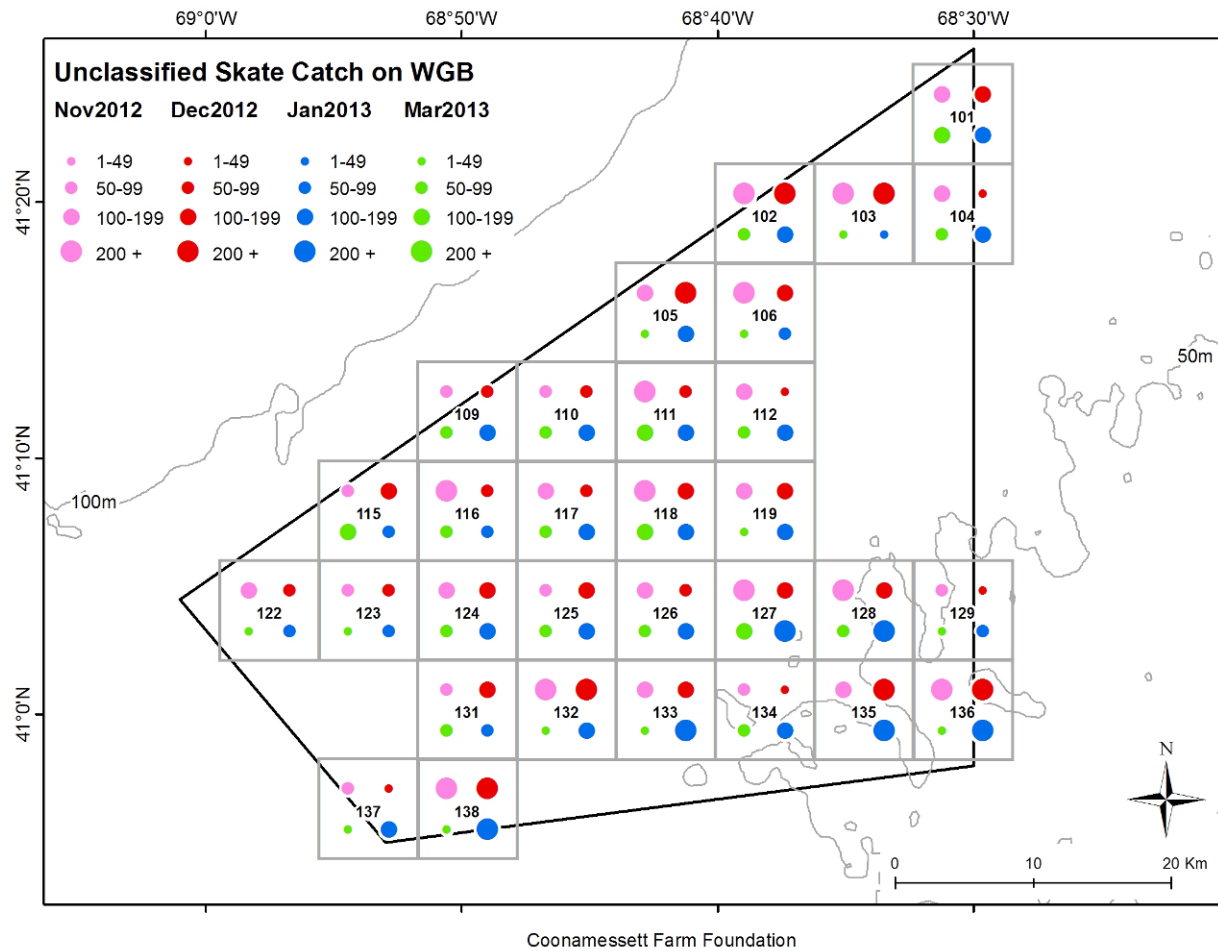 69°0'W 68°50'W 68°40'W 68°30'W
Unclassified Skate Catch on WGB
Nov2012 Dec2012 Jan2013 Mar2013
1-49 1-49 1-49 1-49
50-99 50-99 50-99 50-99
100-199 100-199 100-199 100-199
200 + 200 + 200 + 200 +
41°20'N
41°10'N
41°0'N
101
102 103 104
105 106
50m
109 110 111 112
100m
115 116 117 118 119
122 123 124 125 126 127 128 129
131 132 133 134 135 136
137 138
N
0 10 20 Km
Coonamessett Farm Foundation